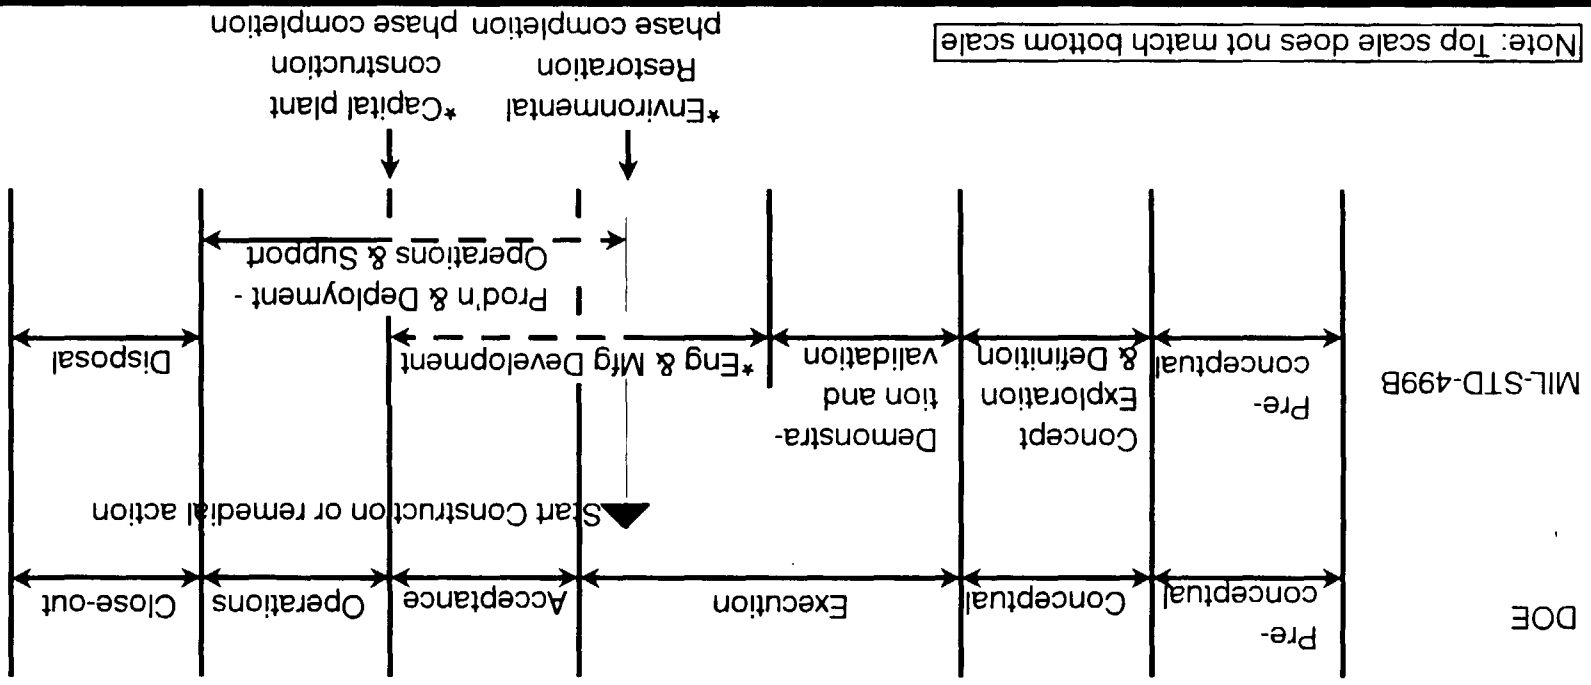 DOE
Pre-
conceptual
Conceptual
Execution
Acceptance
Operations
Close-out
Start Construction or remedial action
MIL-STD-499B
Pre-
conceptual
Concept
Exploration
& Definition
Demonstra-
tion and
validation
*Eng & Mfg Development
Prod'n & Deployment -
Operations & Support
Disposal
*Environmental
Restoration
phase completion
*Capital plant
construction
phase completion
Note: Top scale does not match bottom scale